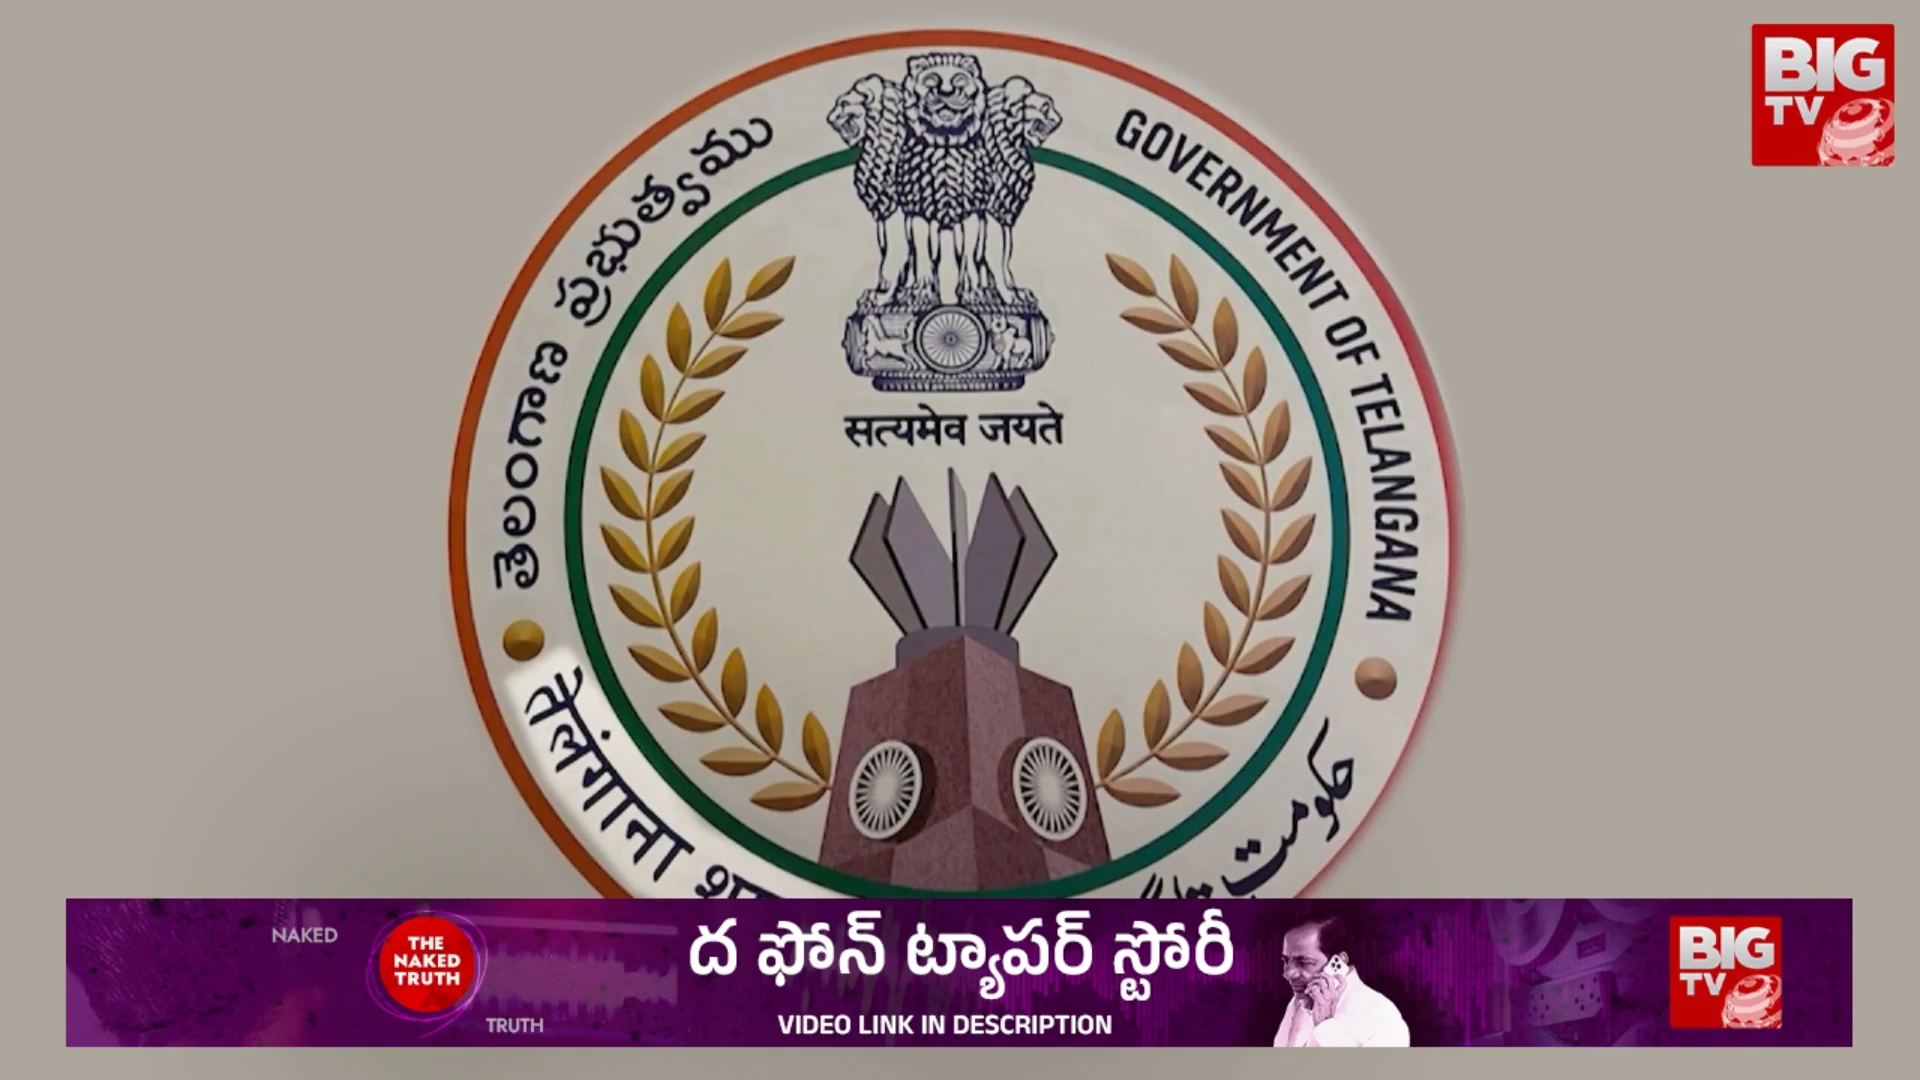 BIG
TV
తెలంగాణ ప్రభుత్వము
GOVERNMENT OF TELANGANA
सत्यमेव जयते
तेलंगाना
حکومت
NAKED
THE
NAKED
TRUTH
TRUTH
ద ఫోన్ ట్యాపర్ స్టోరీ
VIDEO LINK IN DESCRIPTION
BIG
TV